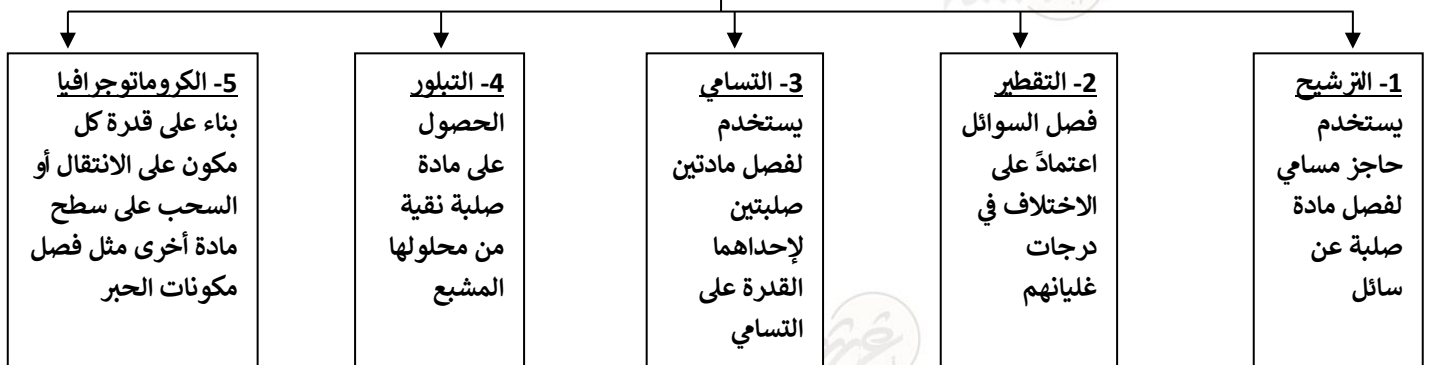 1- الترشيح
يستخدم
حاجز مسامي
لفصل مادة
صلبة عن
سائل
2- التقطير
فصل السوائل
اعتمادً على
الاختلاف في
درجات
غليانهم
3- التسامي
يستخدم
لفصل مادتين
صلبتين
لإحداهما
القدرة على
التسامي
4- التبلور
الحصول
على مادة
صلبة نقية
من محلولها
المشبع
5- الكروماتوجرافيا
بناء على قدرة كل
مكون على الانتقال أو
السحب على سطح
مادة أخرى مثل فصل
مكونات الحبر